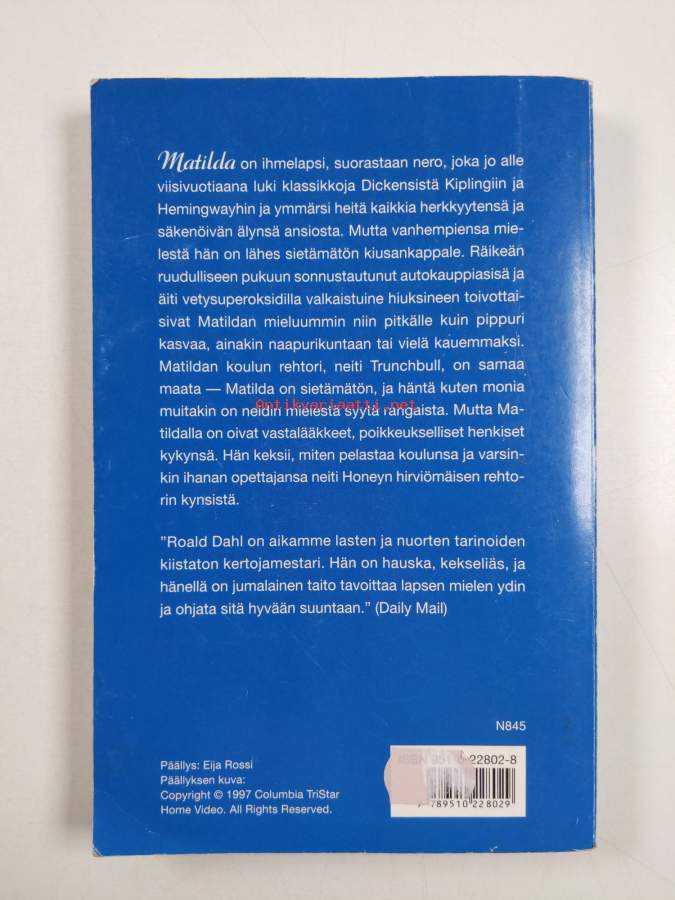 Matilda on ihmelapsi, suorastaan nero, joka jo alle
viisivuotiaana luki klassikkoja Dickensistä Kiplingiin ja
Hemingwayhin ja ymmärsi heitä kaikkia herkkyytensä ja
säkenöivän älynsä ansiosta. Mutta vanhempiensa mie-
lestä hän on lähes sietämätön kiusankappale. Räikeän
ruudulliseen pukuun sonnustautunut autokauppiasisä ja
äiti vetysuperoksidilla valkaistuine hiuksineen toivottai-
sivat Matildan mieluummin niin pitkälle kuin pippuri
kasvaa, ainakin naapurikuntaan tai vielä kauemmaksi.
Matildan koulun rehtori, neiti Trunchbull, on samaa
maata — Matilda on sietämätön, ja häntä kuten monia
Antikvariaatti.net
muitakin on neidin mielestä syytä rangaista. Mutta Ma-
tildalla on oivat vastalääkkeet, poikkeukselliset henkiset
kykynsä. Hän keksii, miten pelastaa koulunsa ja varsin-
kin ihanan opettajansa neiti Honeyn hirviömäisen rehto-
rin kynsistä.
"Roald Dahl on aikamme lasten ja nuorten tarinoiden
kiistaton kertojamestari. Hän on hauska, kekseliäs, ja
hänellä on jumalainen taito tavoittaa lapsen mielen ydin
ja ohjata sitä hyvään suuntaan." (Daily Mail)
N845
Päällys: Eija Rossi
Päällyksen kuva:
Copyright © 1997 Columbia TriStar
Home Video. All Rights Reserved.
22802-8
789510 228029